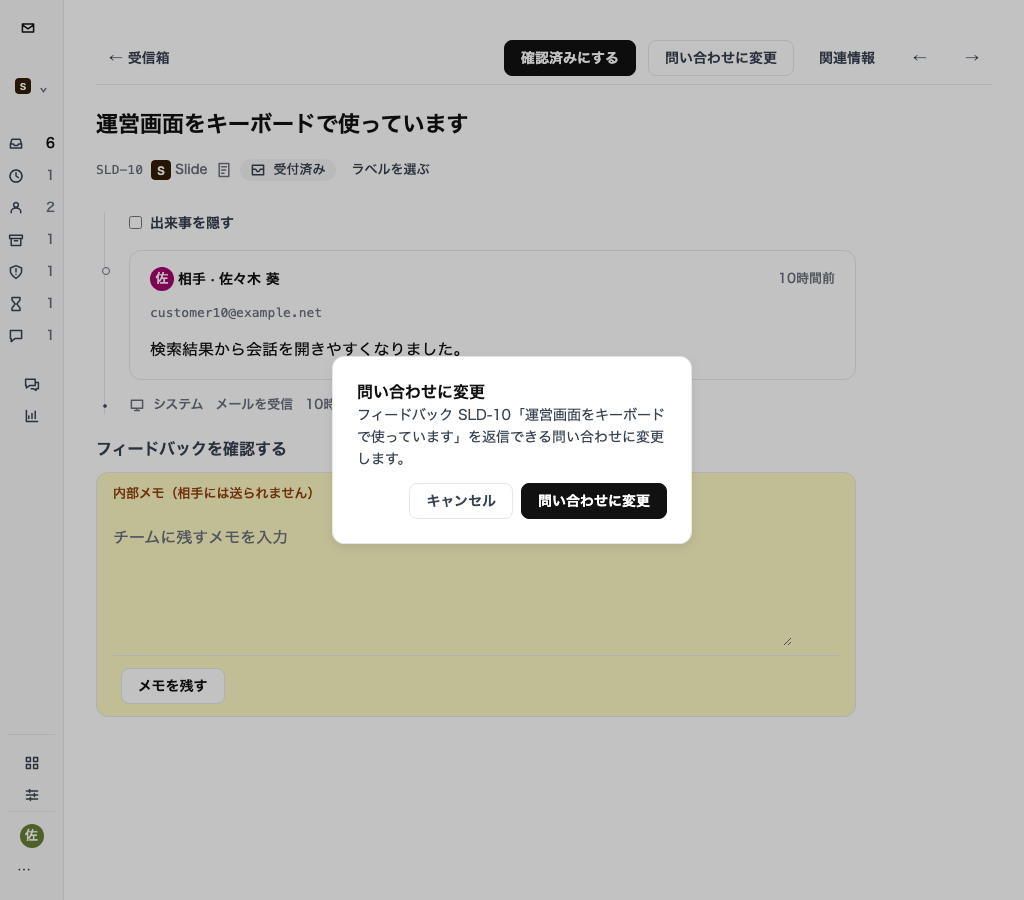 ← 受信箱
確認済みにする
問い合わせに変更
関連情報
←
→
S
6
1
2
1
1
1
1
運営画面をキーボードで使っています
SLD-10 S Slide 受付済み ラベルを選ぶ
出来事を隠す
佐 相手 · 佐々木 葵 10時間前
customer10@example.net
検索結果から会話を開きやすくなりました。
システム メールを受信 10時
フィードバックを確認する
内部メモ（相手には送られません）
チームに残すメモを入力
メモを残す
問い合わせに変更
フィードバック SLD-10「運営画面をキーボード
で使っています」を返信できる問い合わせに変更
します。
キャンセル
問い合わせに変更
佐
…